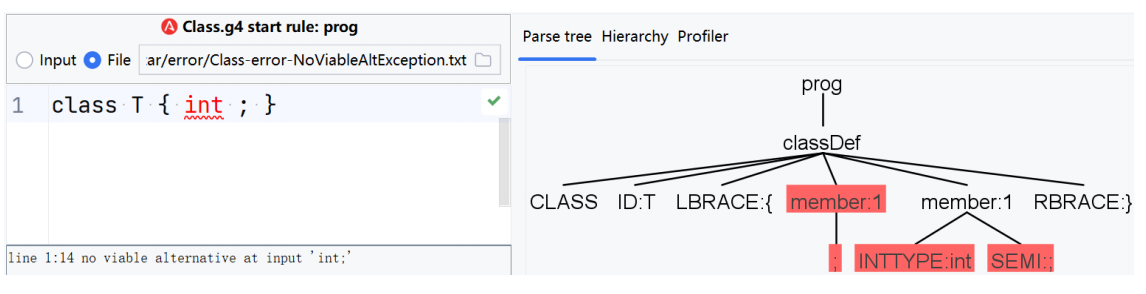 Class.g4 start rule: prog
Input File :ar/error/Class-error-NoViableAltException.txt
1 class T { int ; }
line 1:14 no viable alternative at input 'int;'
Parse tree Hierarchy Profiler
prog
classDef
CLASS ID:T LBRACE:{ member:1 member:1 RBRACE:}
; INTTYPE:int SEMI:;